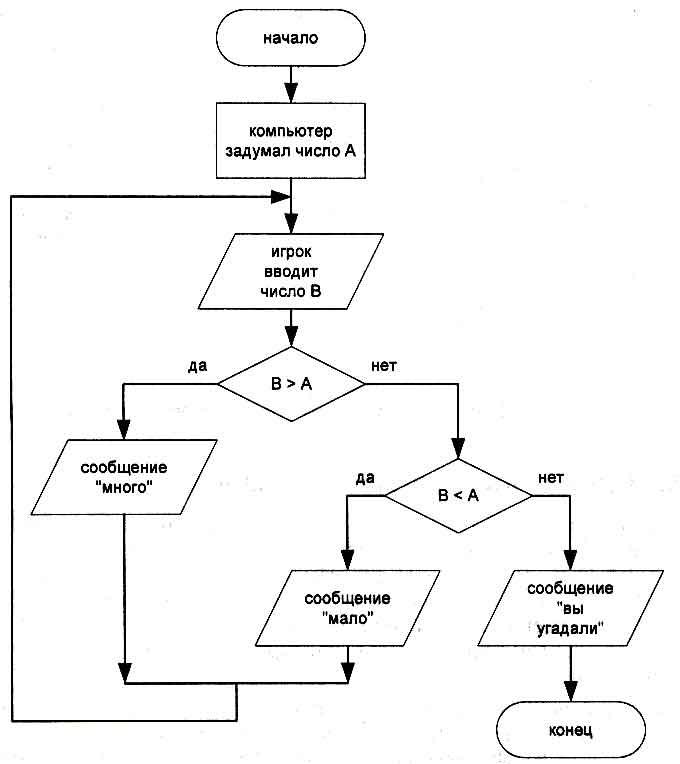 начало
компьютер
задумал число А
игрок
вводит
число В
да
нет
В > А
сообщение
"много"
да
нет
В < А
сообщение
"мало"
сообщение
"вы
угадали"
конец